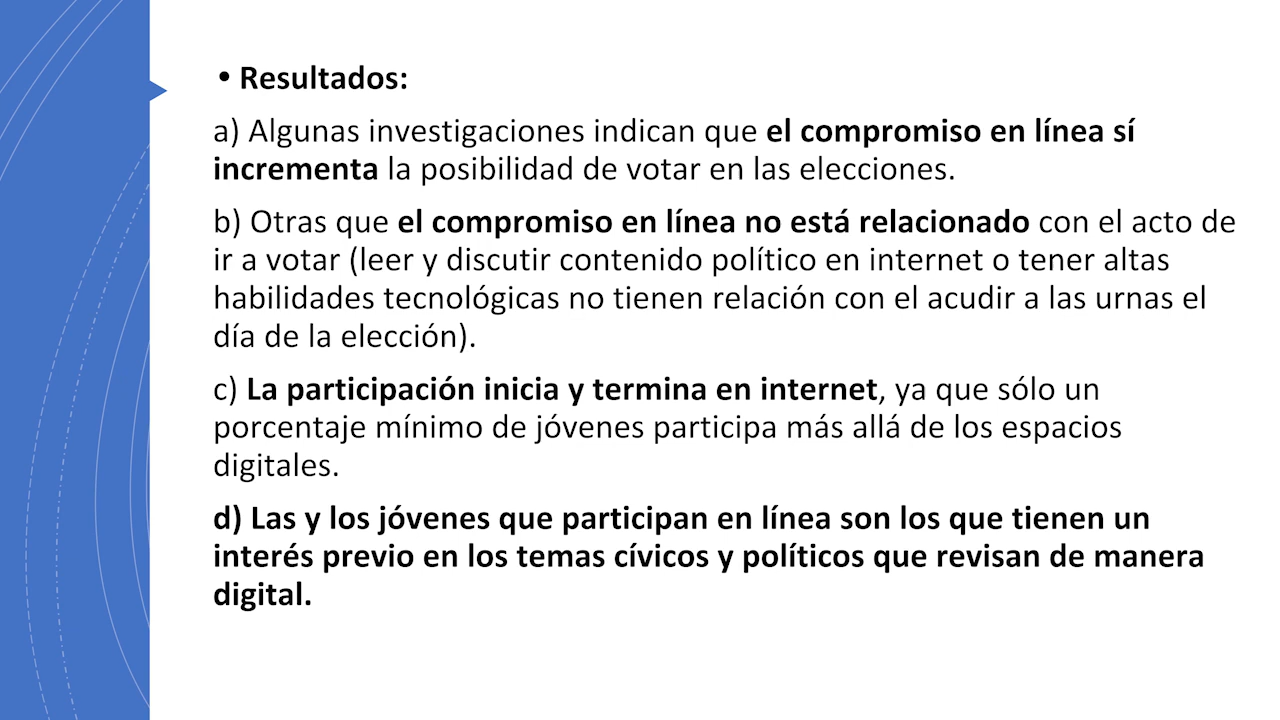 • Resultados:
a) Algunas investigaciones indican que el compromiso en línea sí
incrementa la posibilidad de votar en las elecciones.
b) Otras que el compromiso en línea no está relacionado con el acto de
ir a votar (leer y discutir contenido político en internet o tener altas
habilidades tecnológicas no tienen relación con el acudir a las urnas el
día de la elección).
c) La participación inicia y termina en internet, ya que sólo un
porcentaje mínimo de jóvenes participa más allá de los espacios
digitales.
d) Las y los jóvenes que participan en línea son los que tienen un
interés previo en los temas cívicos y políticos que revisan de manera
digital.